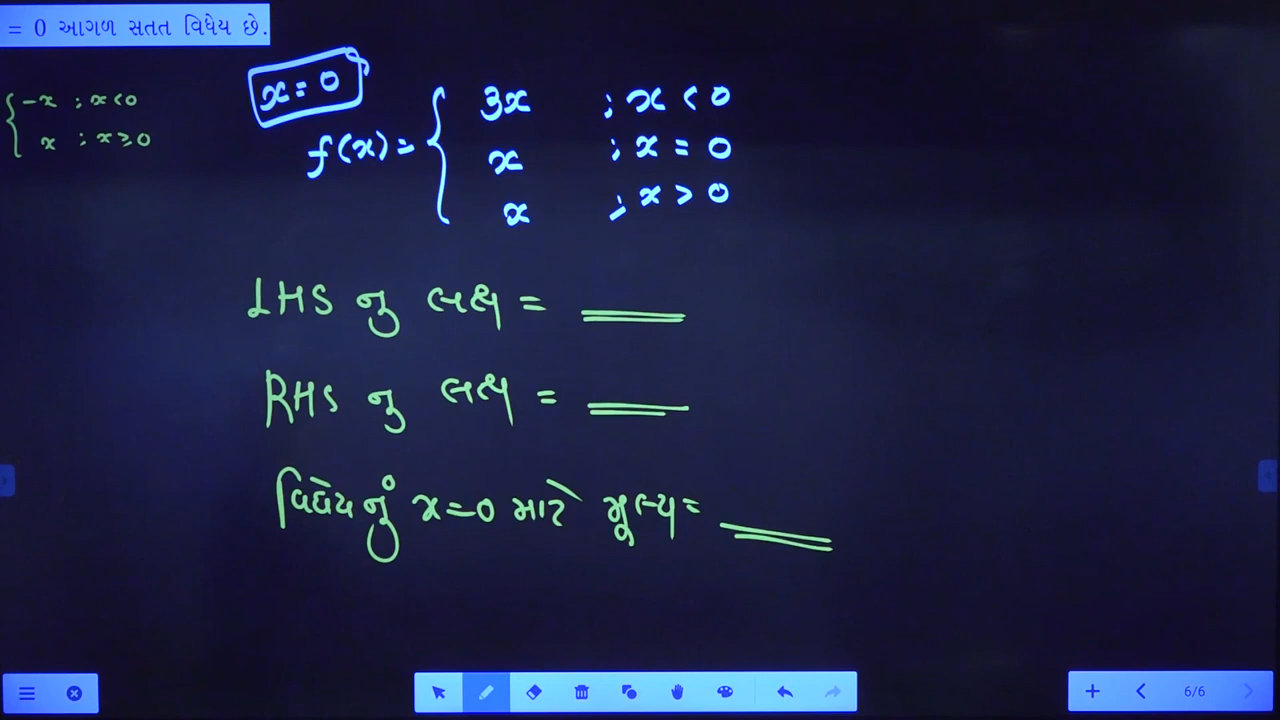 = 0 આગળ સતત વિધેય છે.
-x ; x<0
x ; x≥0
x = 0
f(x) = { 3x ; x < 0
x ; x = 0
x ; x > 0
LHS નુ લક્ષ =
RHS નુ લક્ષ =
વિધેયનું x=0 માટે મૂલ્ય =
6/6